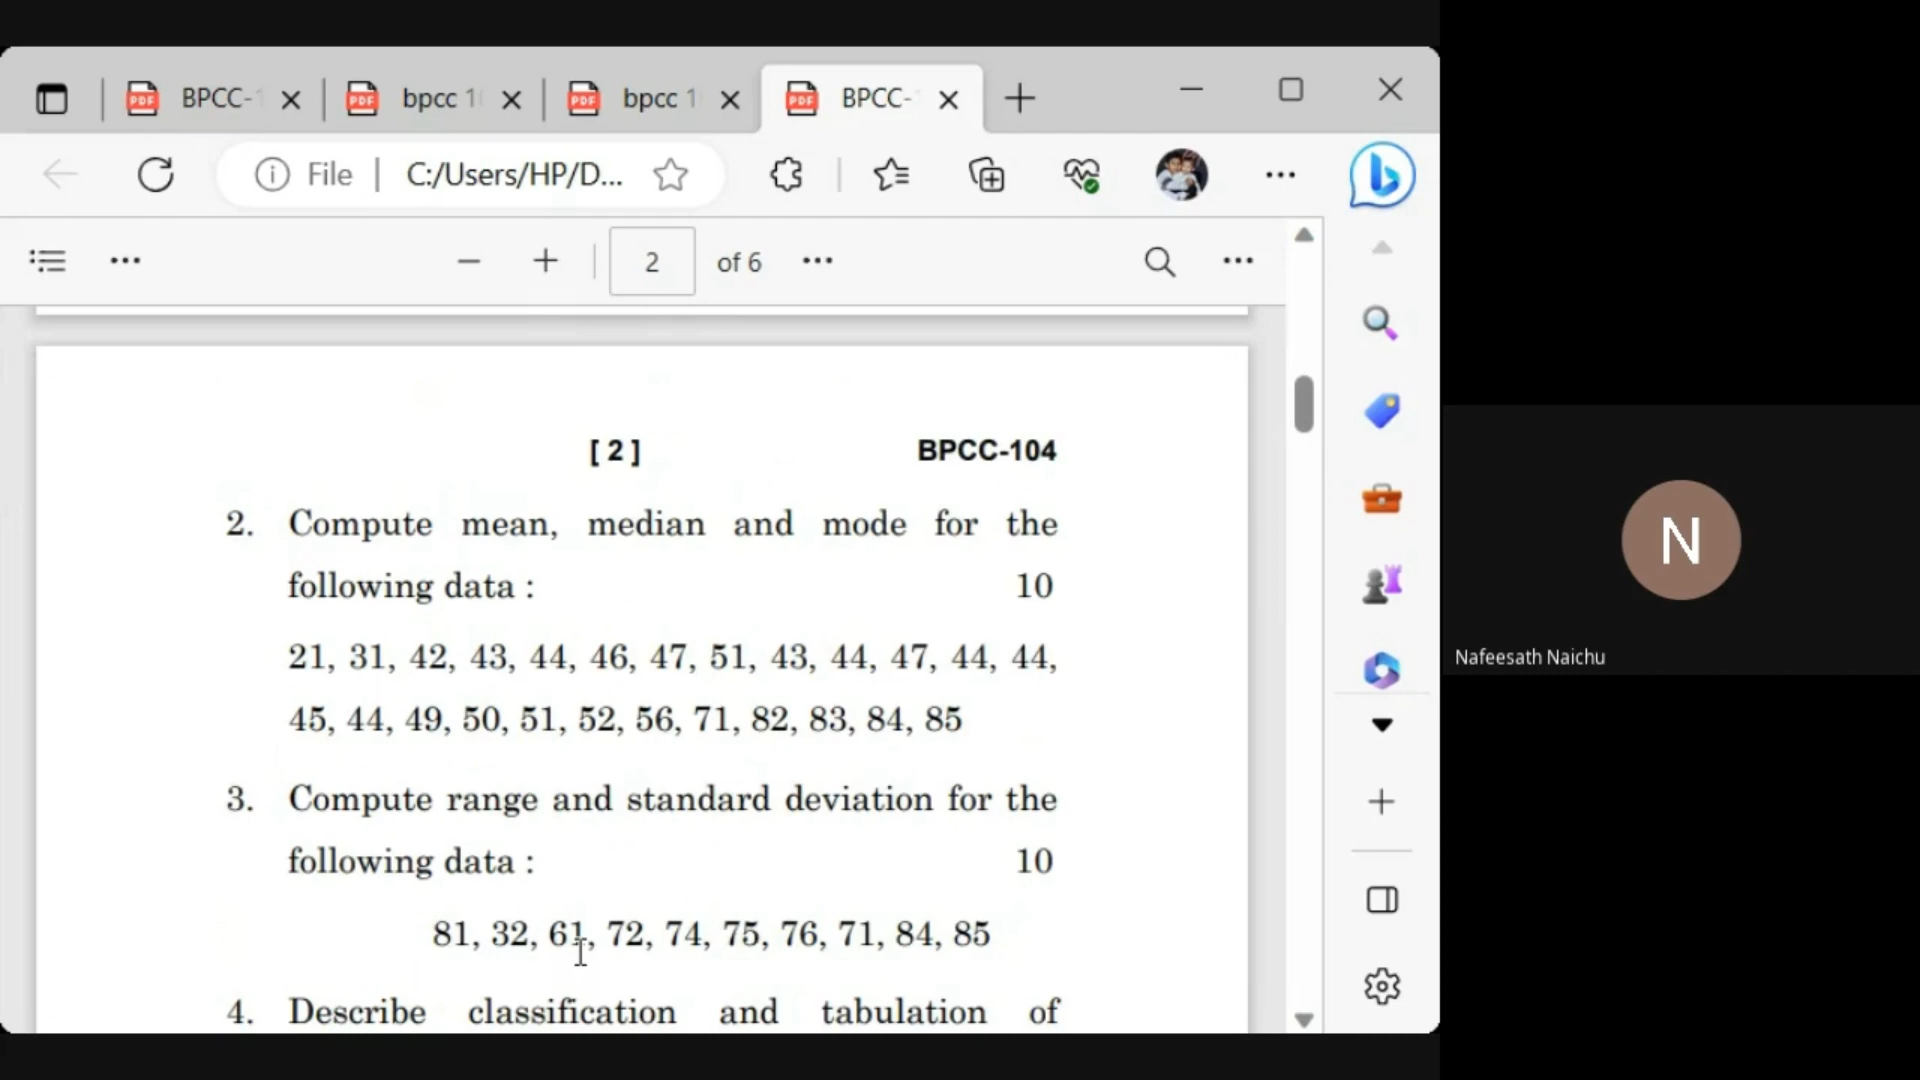 BPCC-
bpcc 1
bpcc 1
BPCC-
File
C:/Users/HP/D...
2 of 6
[ 2 ] BPCC-104
2. Compute mean, median and mode for the
following data : 10
21, 31, 42, 43, 44, 46, 47, 51, 43, 44, 47, 44, 44,
45, 44, 49, 50, 51, 52, 56, 71, 82, 83, 84, 85
3. Compute range and standard deviation for the
following data : 10
81, 32, 61, 72, 74, 75, 76, 71, 84, 85
4. Describe classification and tabulation of
N
Nafeesath Naichu